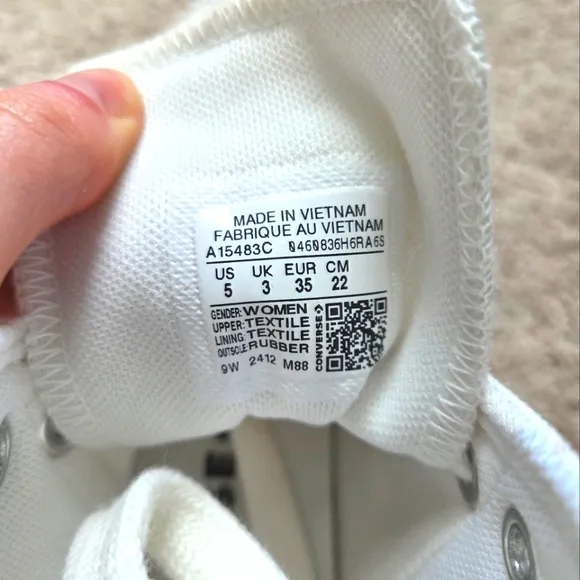 MADE IN VIETNAM
FABRIQUE AU VIETNAM
A15483C 0460836H6RA6S
US UK EUR CM
5 3 35 22
GENDER: WOMEN
UPPER: TEXTILE
LINING: TEXTILE
OUTSOLE: RUBBER
9W 2412 M88
CONVERSE